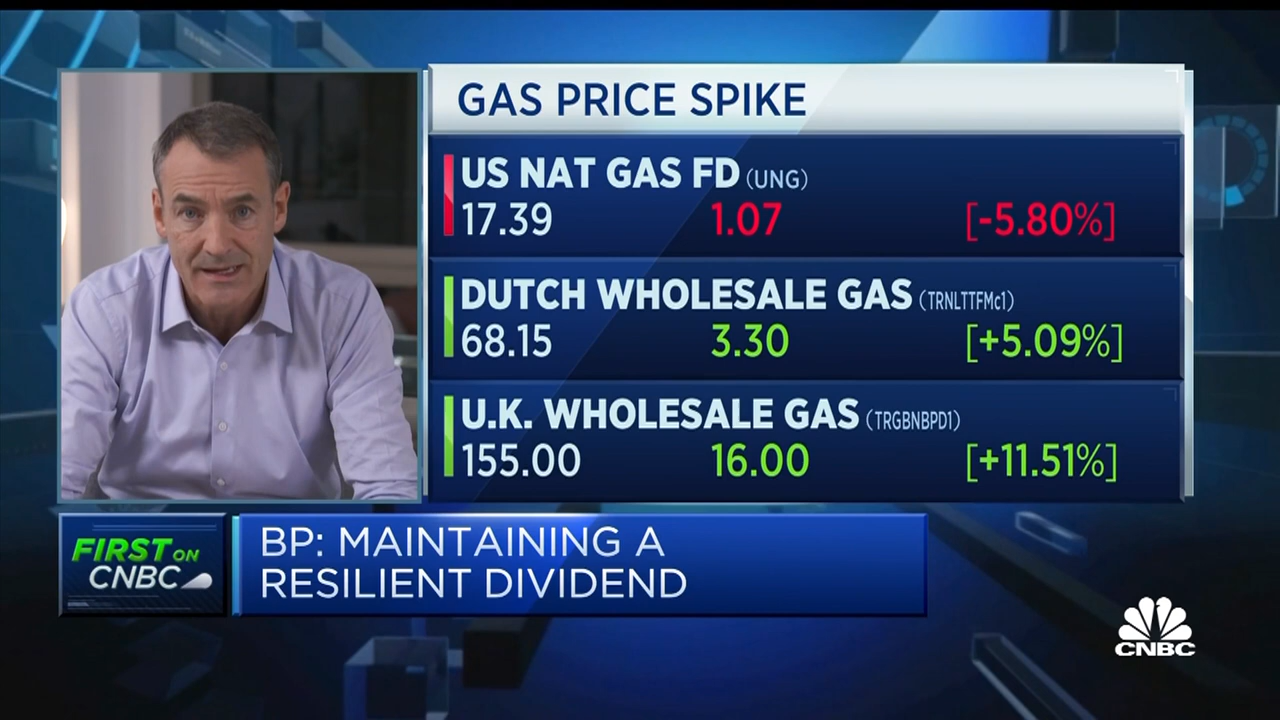 GAS PRICE SPIKE
US NAT GAS FD (UNG)
17.39 1.07 [-5.80%]
DUTCH WHOLESALE GAS (TRNLTTFMc1)
68.15 3.30 [+5.09%]
U.K. WHOLESALE GAS (TRGBNBPD1)
155.00 16.00 [+11.51%]
FIRST ON
CNBC
BP: MAINTAINING A
RESILIENT DIVIDEND
CNBC